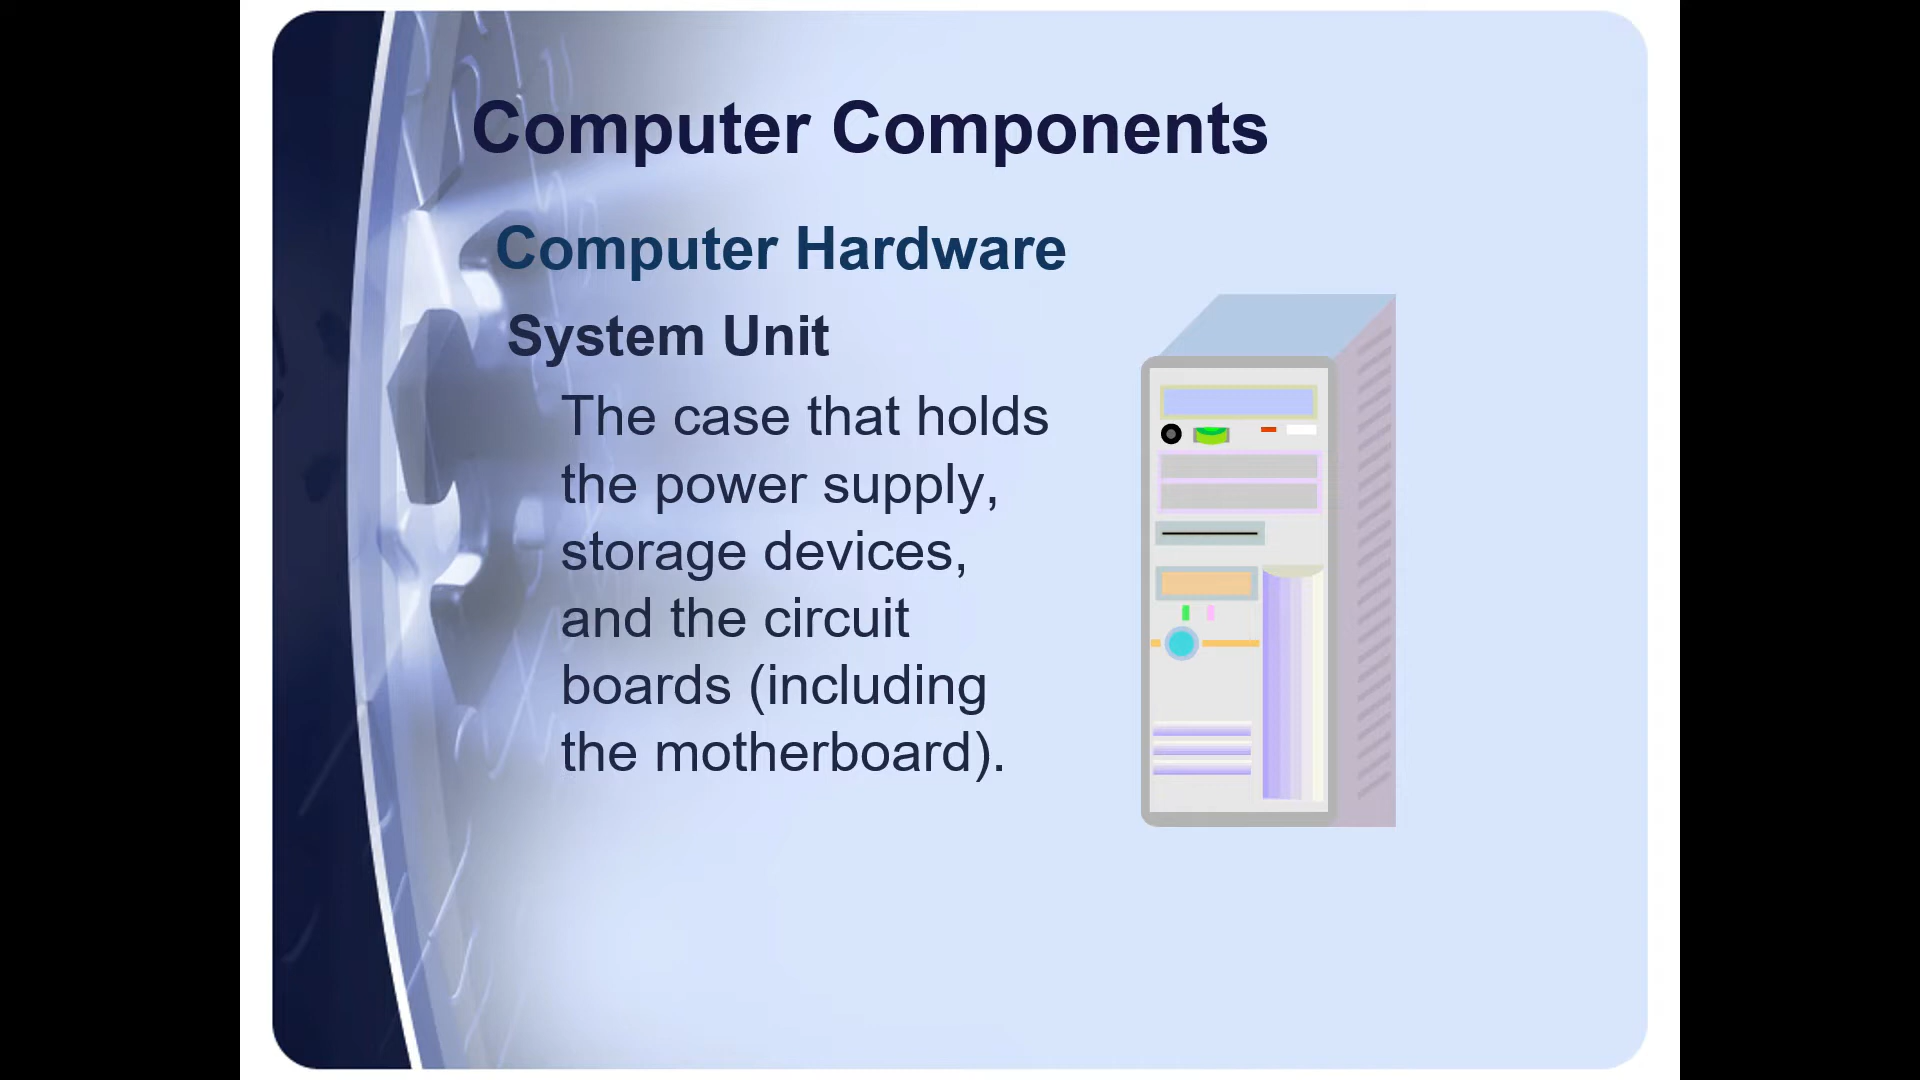 Computer Components
Computer Hardware
System Unit
The case that holds
the power supply,
storage devices,
and the circuit
boards (including
the motherboard).